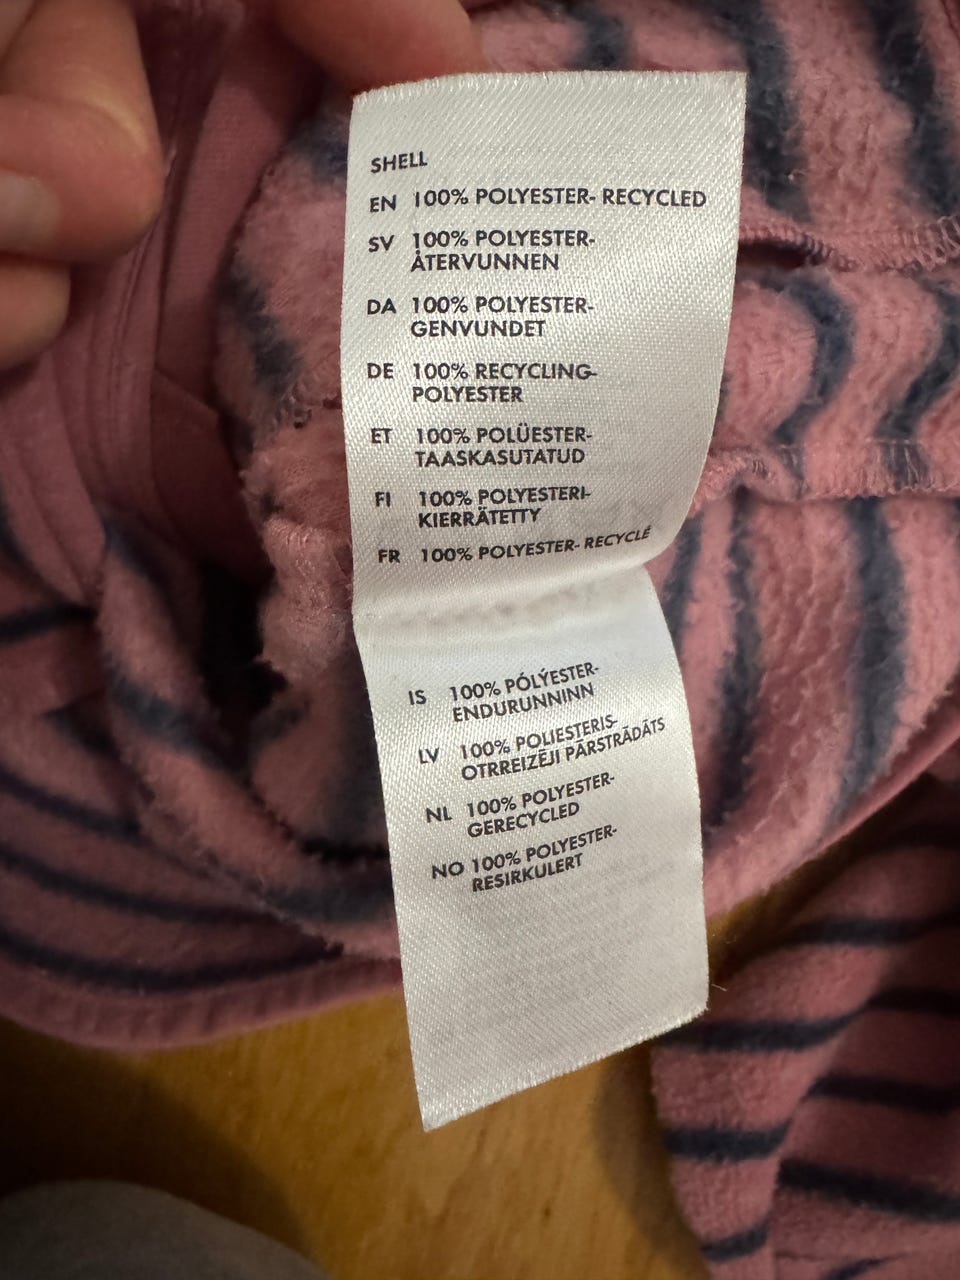 SHELL
EN 100% POLYESTER- RECYCLED
SV 100% POLYESTER-
ÅTERVUNNEN
DA 100% POLYESTER-
GENVUNDET
DE 100% RECYCLING-
POLYESTER
ET 100% POLÜESTER-
TAASKASUTATUD
FI 100% POLYESTERI-
KIERRÄTETTY
FR 100% POLYESTER- RECYCLÉ
IS 100% PÓLÝESTER-
ENDURUNNINN
LV 100% POLIESTERIS-
OTRREIZĒJI PĀRSTRĀDĀTS
NL 100% POLYESTER-
GERECYCLED
NO 100% POLYESTER-
RESIRKULERT